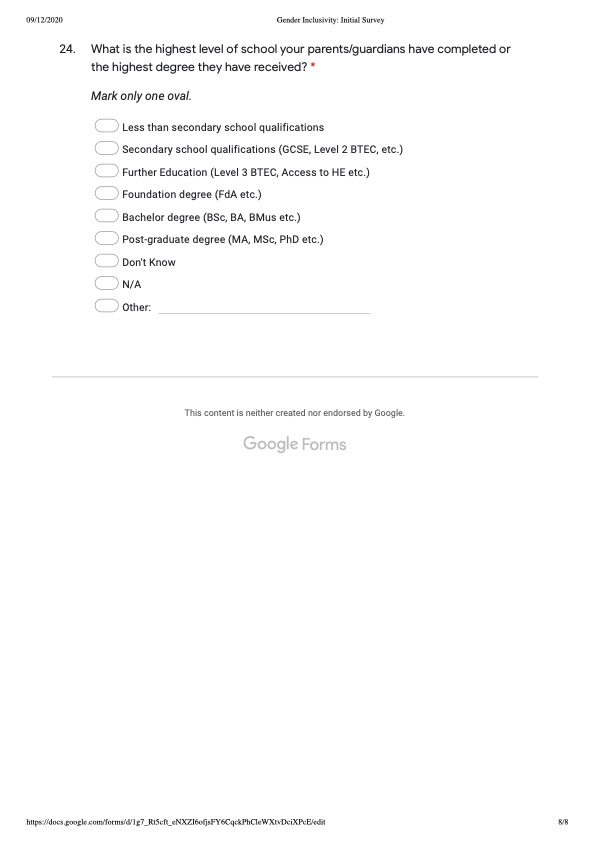 09/12/2020 Gender Inclusivity: Initial Survey
24. What is the highest level of school your parents/guardians have completed or
the highest degree they have received? *
Mark only one oval.
Less than secondary school qualifications
Secondary school qualifications (GCSE, Level 2 BTEC, etc.)
Further Education (Level 3 BTEC, Access to HE etc.)
Foundation degree (FdA etc.)
Bachelor degree (BSc, BA, BMus etc.)
Post-graduate degree (MA, MSc, PhD etc.)
Don't Know
N/A
Other:
This content is neither created nor endorsed by Google.
Google Forms
https://docs.google.com/forms/d/1g7_Rt5cft_eNXZI6ofjsFY6CqckPhCleWXtvDciXPcE/edit 8/8